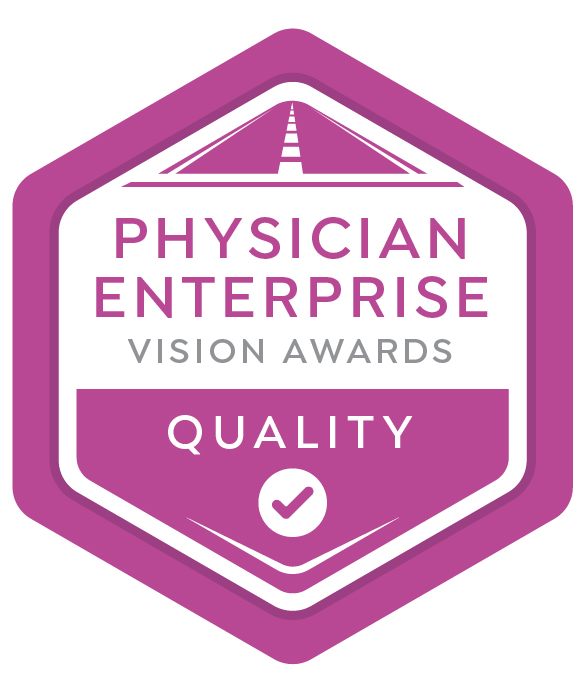 PHYSICIAN
ENTERPRISE
VISION AWARDS
QUALITY